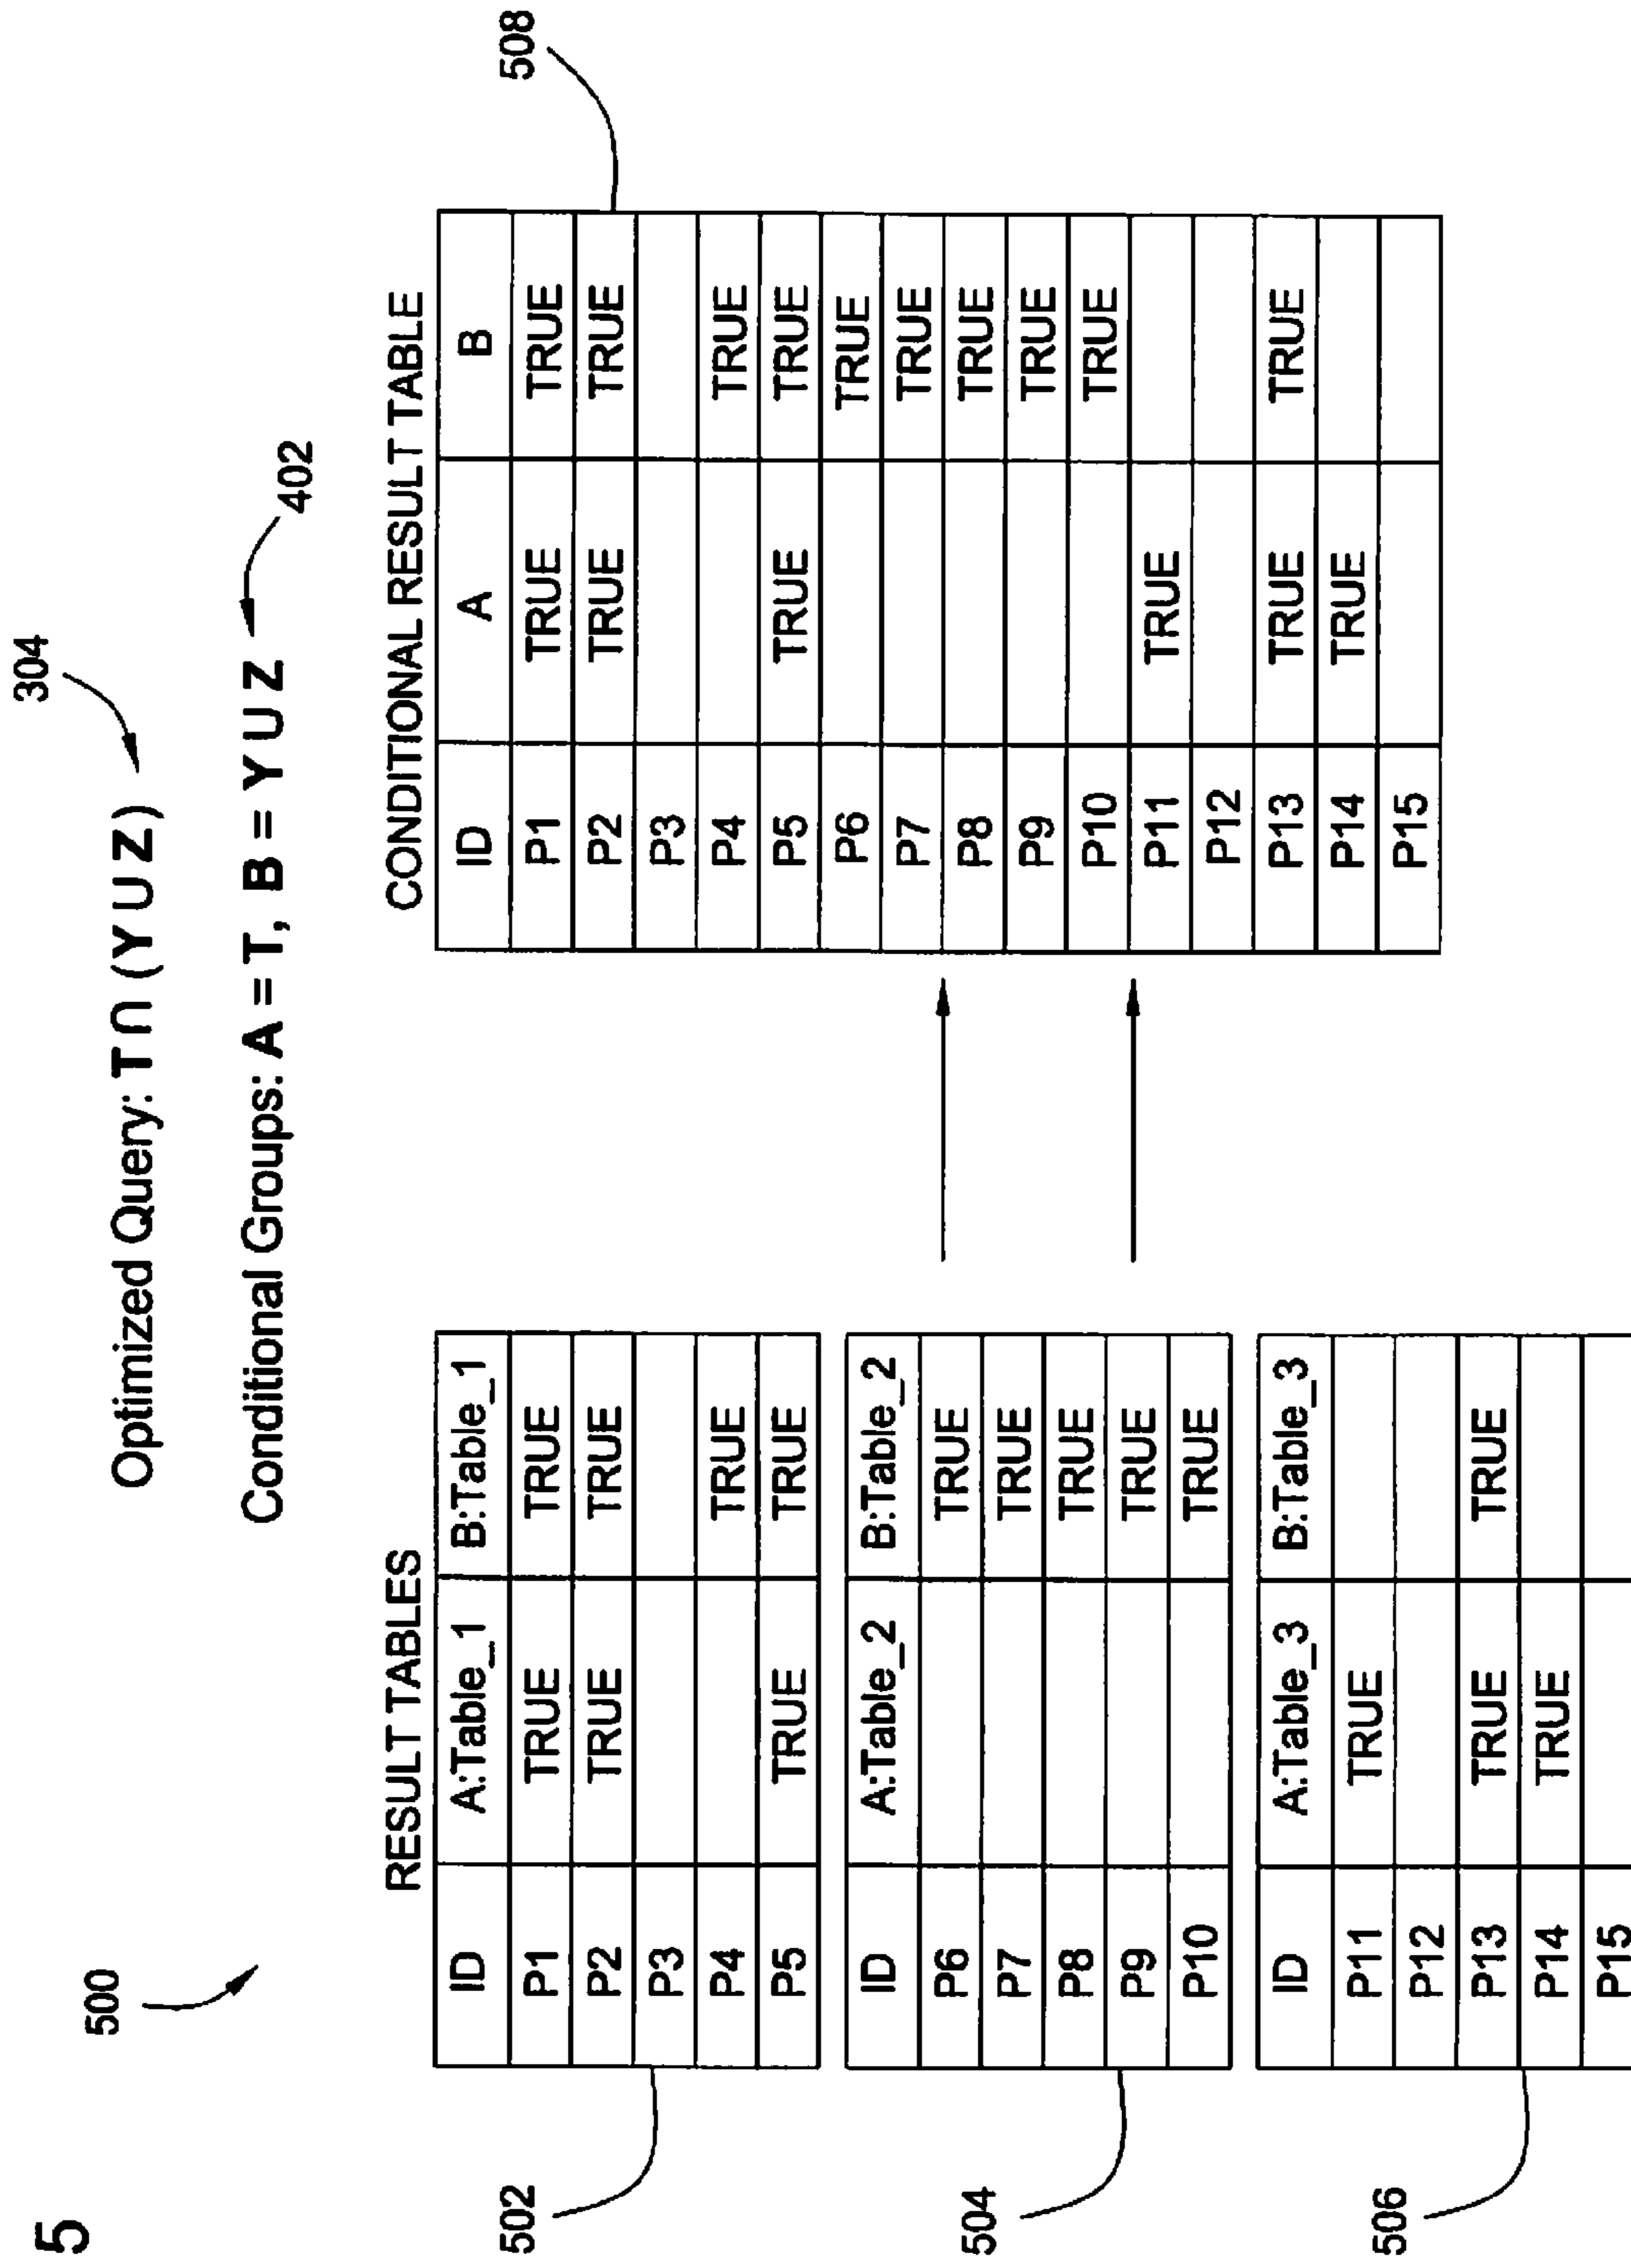 5
500
304
Optimized Query: T ∩ (Y U Z)
Conditional Groups: A = T, B = Y U Z
402
RESULT TABLES
ID A:Table_1 B:Table_1
P1 TRUE TRUE
P2 TRUE TRUE
P3
P4 TRUE
P5 TRUE TRUE
502
ID A:Table_2 B:Table_2
P6 TRUE
P7 TRUE
P8 TRUE
P9 TRUE
P10 TRUE
504
ID A:Table_3 B:Table_3
P11 TRUE
P12
P13 TRUE TRUE
P14 TRUE
P15
506
CONDITIONAL RESULT TABLE
ID A B
P1 TRUE TRUE
P2 TRUE TRUE
P3
P4 TRUE
P5 TRUE TRUE
P6 TRUE
P7 TRUE
P8 TRUE
P9 TRUE
P10 TRUE
P11 TRUE
P12
P13 TRUE TRUE
P14 TRUE
P15
508